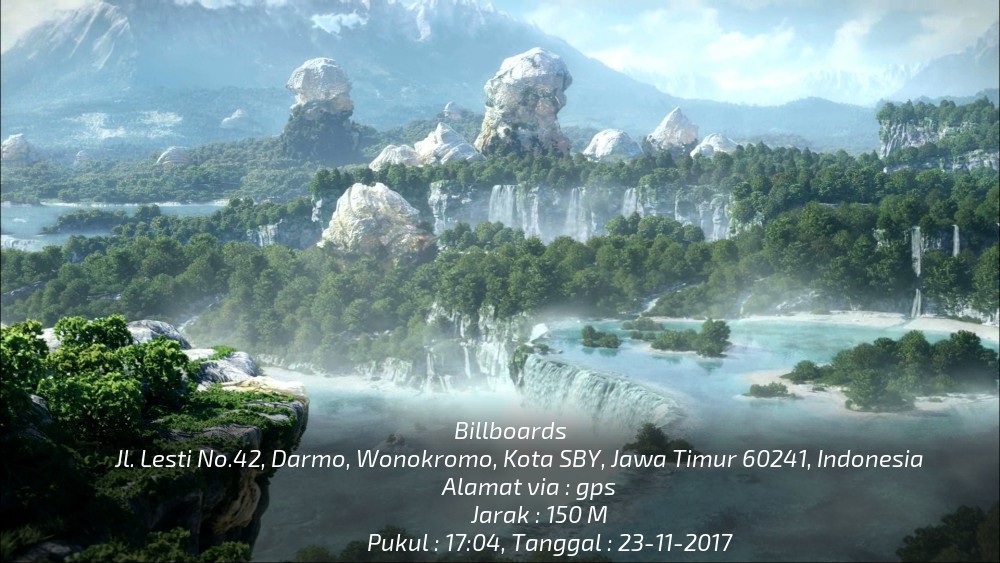 Billboards
Jl. Lesti No.42, Darmo, Wonokromo, Kota SBY, Jawa Timur 60241, Indonesia
Alamat via : gps
Jarak : 150 M
Pukul : 17:04, Tanggal : 23-11-2017